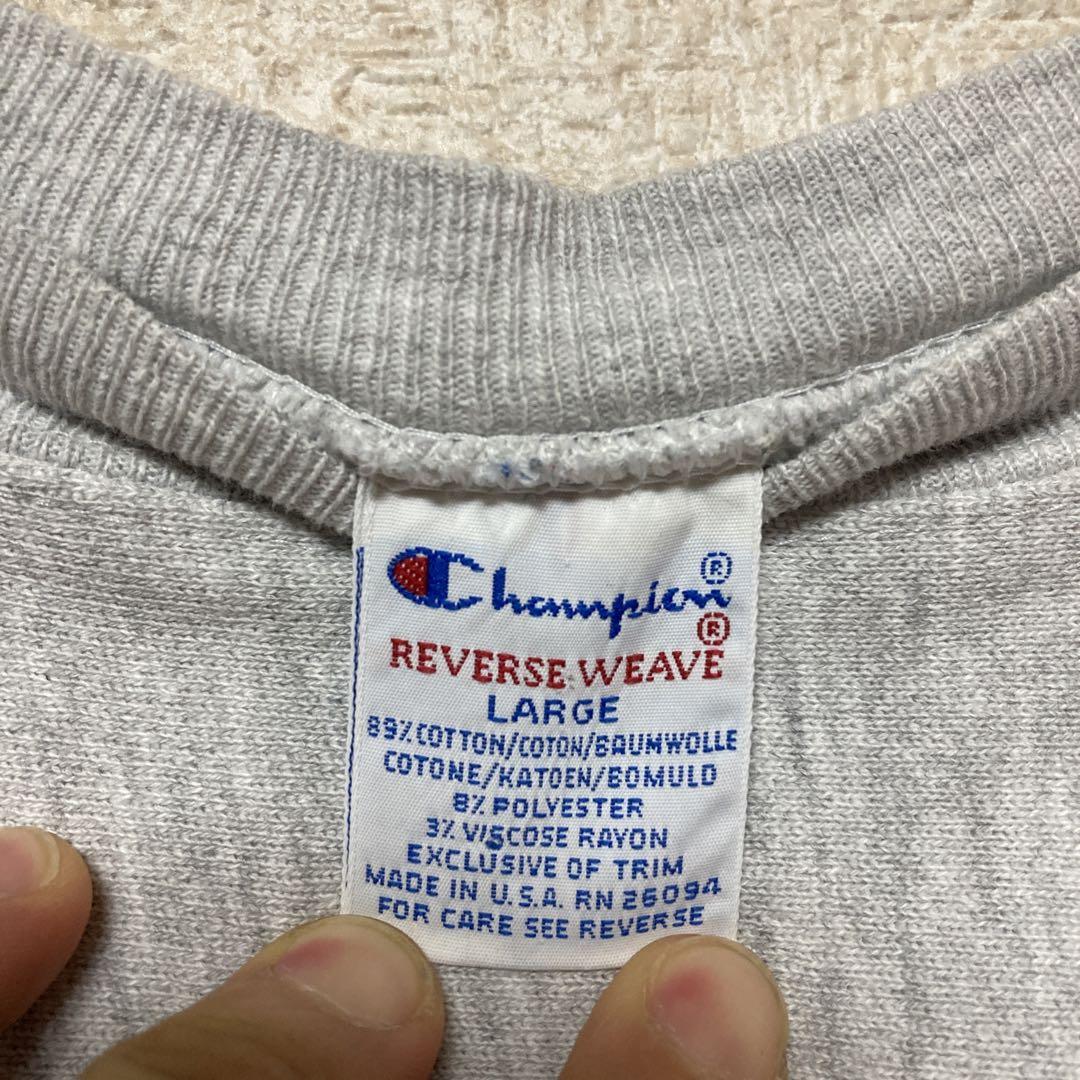 Champion®
REVERSE WEAVE®
LARGE
89% COTTON/COTON/BAUMWOLLE
COTONE/KATOEN/BOMULD
8% POLYESTER
3% VISCOSE RAYON
EXCLUSIVE OF TRIM
MADE IN U.S.A. RN 26094
FOR CARE SEE REVERSE